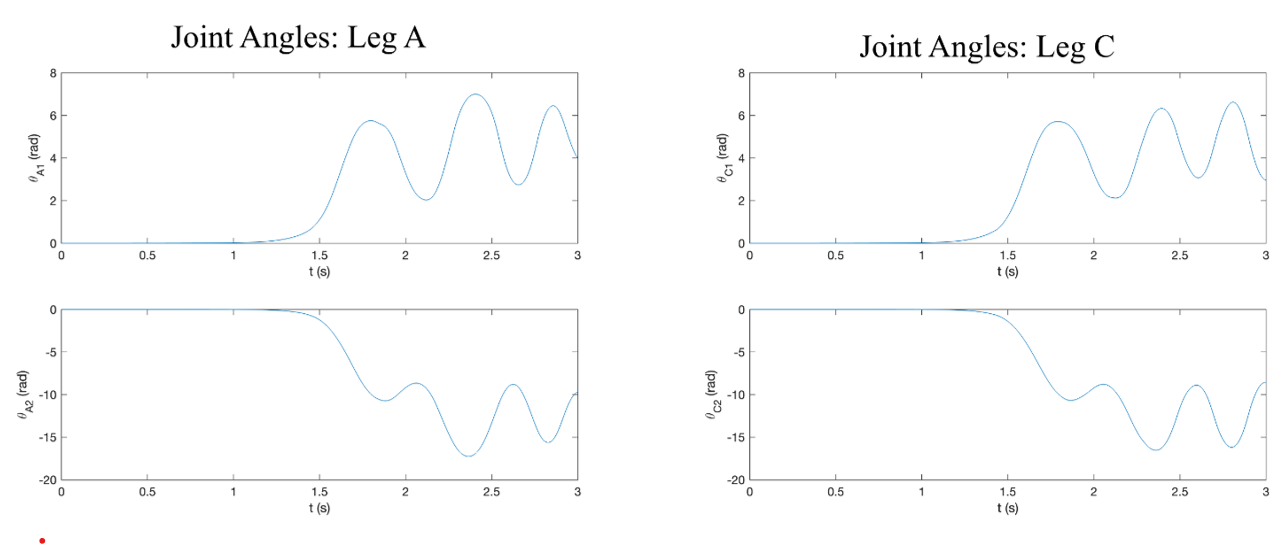 Joint Angles: Leg A
8
6
4
2
0
θA1 (rad)
0 0.5 1 1.5 2 2.5 3
t (s)
0
-5
-10
-15
-20
θA2 (rad)
0 0.5 1 1.5 2 2.5 3
t (s)
Joint Angles: Leg C
8
6
4
2
0
θC1 (rad)
0 0.5 1 1.5 2 2.5 3
t (s)
0
-5
-10
-15
-20
θC2 (rad)
0 0.5 1 1.5 2 2.5 3
t (s)